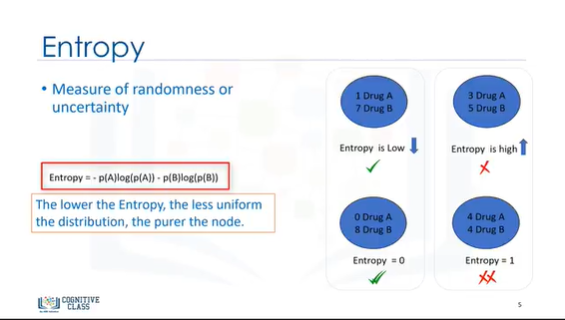 Entropy
• Measure of randomness or
uncertainty
Entropy = - p(A)log(p(A)) - p(B)log(p(B))
The lower the Entropy, the less uniform
the distribution, the purer the node.
1 Drug A
7 Drug B
Entropy is Low
3 Drug A
5 Drug B
Entropy is high
0 Drug A
8 Drug B
Entropy = 0
4 Drug A
4 Drug B
Entropy = 1
COGNITIVE
CLASS
5